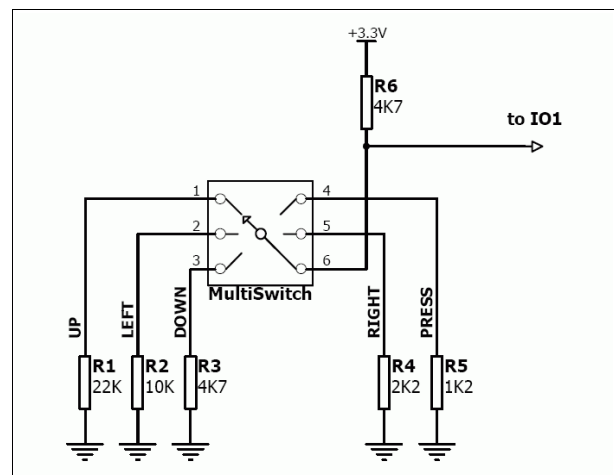 +3.3V
R6
4K7
to IO1
1
4
2
5
3
6
MultiSwitch
UP
LEFT
DOWN
RIGHT
PRESS
R1
22K
R2
10K
R3
4K7
R4
2K2
R5
1K2